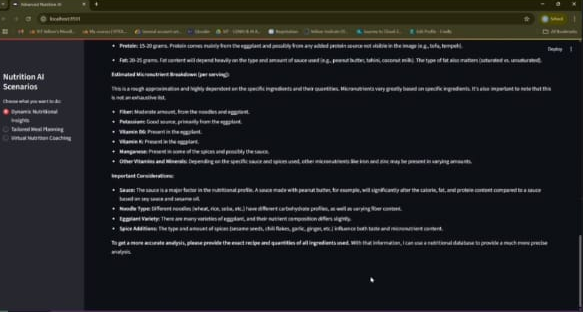 Advanced Nutrition AI
localhost:8501
Deploy
Nutrition AI
Scenarios
Choose what you want to do:
Dynamic Nutritional
Insights
Tailored Meal Planning
Virtual Nutrition Coaching
Protein: 15-20 grams. Protein comes mainly from the eggplant and possibly from any added protein source not visible in the image (e.g., tofu, tempeh).
Fat: 20-25 grams. Fat content will depend heavily on the type and amount of sauce used (e.g., peanut butter, tahini, coconut milk). The type of fat also matters (saturated vs. unsaturated).
Estimated Micronutrient Breakdown (per serving):
This is a rough approximation and highly dependent on the specific ingredients and their quantities. Micronutrients vary greatly based on specific ingredients. It's also important to note that this
is not an exhaustive list.
Fiber: Moderate amount, from the noodles and eggplant.
Potassium: Good source, primarily from the eggplant.
Vitamin B6: Present in the eggplant.
Vitamin K: Present in the eggplant.
Manganese: Present in some of the spices and possibly the sauce.
Other Vitamins and Minerals: Depending on the specific sauce and spices used, other micronutrients like iron and zinc may be present in varying amounts.
Important Considerations:
Sauce: The sauce is a major factor in the nutritional profile. A sauce made with peanut butter, for example, will significantly alter the calorie, fat, and protein content compared to a sauce
based on soy sauce and sesame oil.
Noodle Type: Different noodles (wheat, rice, soba, etc.) have different carbohydrate profiles, as well as varying fiber content.
Eggplant Variety: There are many varieties of eggplant, and their nutrient composition differs slightly.
Spice Additions: The type and amount of spices (sesame seeds, chili flakes, garlic, ginger, etc.) influence both taste and micronutrient content.
To get a more accurate analysis, please provide the exact recipe and quantities of all ingredients used. With that information, I can use a nutritional database to provide a much more precise
analysis.